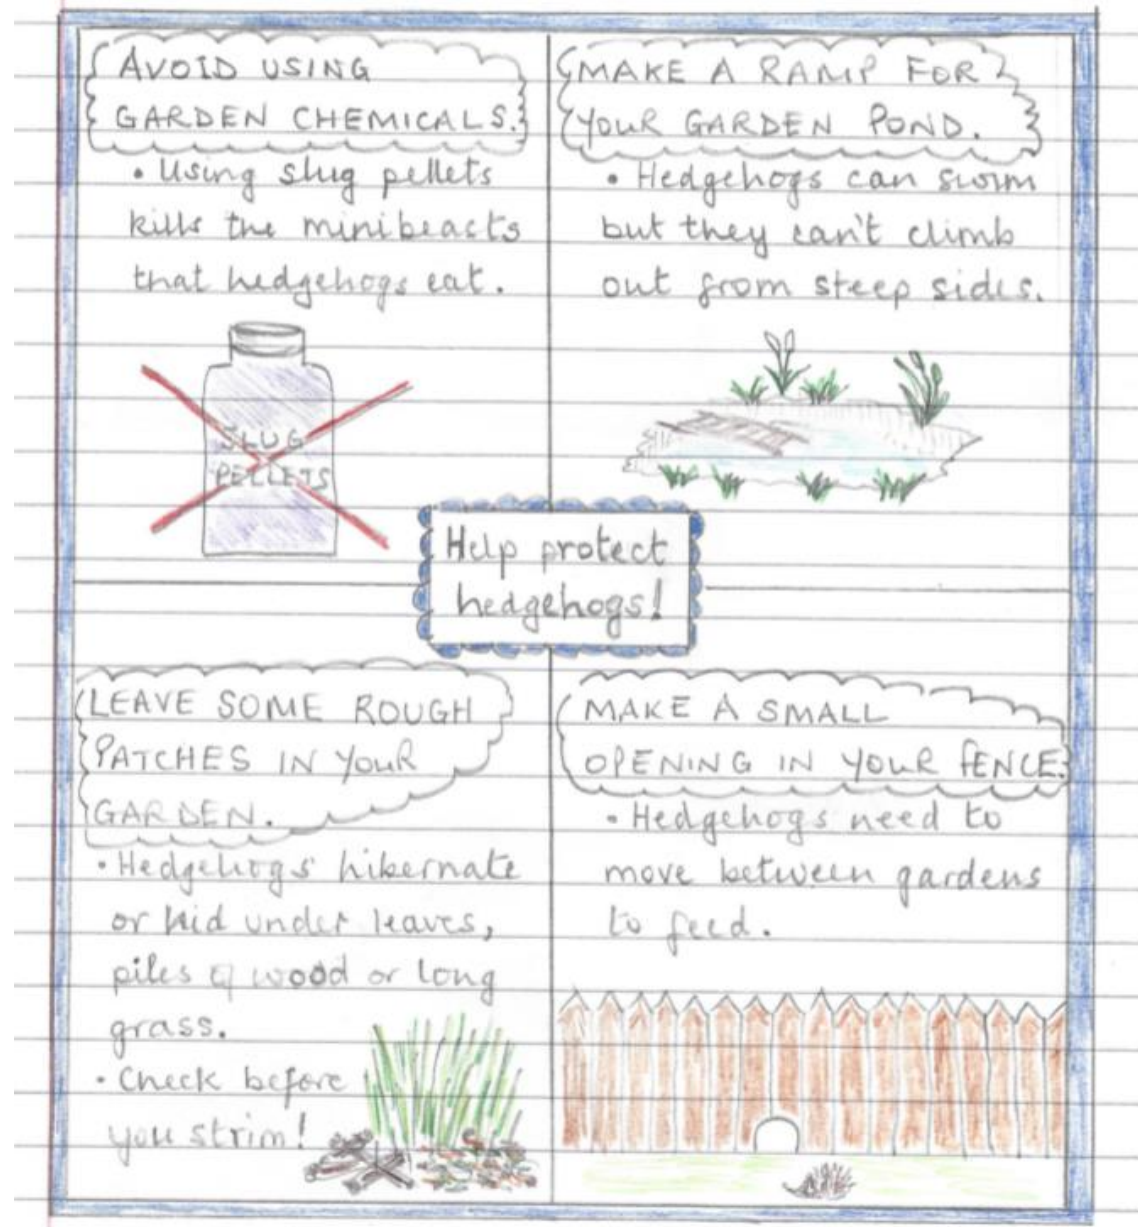 AVOID USING
GARDEN CHEMICALS.
• Using slug pellets
kills the minibeasts
that hedgehogs eat.
SLUG
PELLETS
MAKE A RAMP FOR
YOUR GARDEN POND.
• Hedgehogs can swim
but they can't climb
out from steep sides.
Help protect
hedgehogs!
LEAVE SOME ROUGH
PATCHES IN YOUR
GARDEN.
• Hedgehogs hibernate
or hid under leaves,
piles of wood or long
grass.
• Check before
you strim!
MAKE A SMALL
OPENING IN YOUR FENCE.
• Hedgehogs need to
move between gardens
to feed.